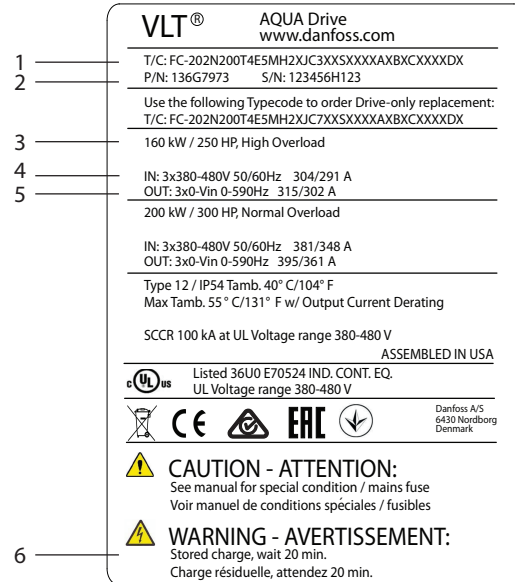 VLT®
AQUA Drive
www.danfoss.com
1
T/C: FC-202N200T4E5MH2XJC3XXSXXXXAXBXCXXXXDX
2
P/N: 136G7973 S/N: 123456H123
Use the following Typecode to order Drive-only replacement:
T/C: FC-202N200T4E5MH2XJC7XXSXXXXAXBXCXXXXDX
3
160 kW / 250 HP, High Overload
4
IN: 3x380-480V 50/60Hz 304/291 A
5
OUT: 3x0-Vin 0-590Hz 315/302 A
200 kW / 300 HP, Normal Overload
IN: 3x380-480V 50/60Hz 381/348 A
OUT: 3x0-Vin 0-590Hz 395/361 A
Type 12 / IP54 Tamb. 40° C/104° F
Max Tamb. 55° C/131° F w/ Output Current Derating
SCCR 100 kA at UL Voltage range 380-480 V
ASSEMBLED IN USA
c UL us
Listed 36U0 E70524 IND. CONT. EQ.
UL Voltage range 380-480 V
CE
EAC
Danfoss A/S
6430 Nordborg
Denmark
CAUTION - ATTENTION:
See manual for special condition / mains fuse
Voir manuel de conditions spéciales / fusibles
WARNING - AVERTISSEMENT:
6
Stored charge, wait 20 min.
Charge résiduelle, attendez 20 min.